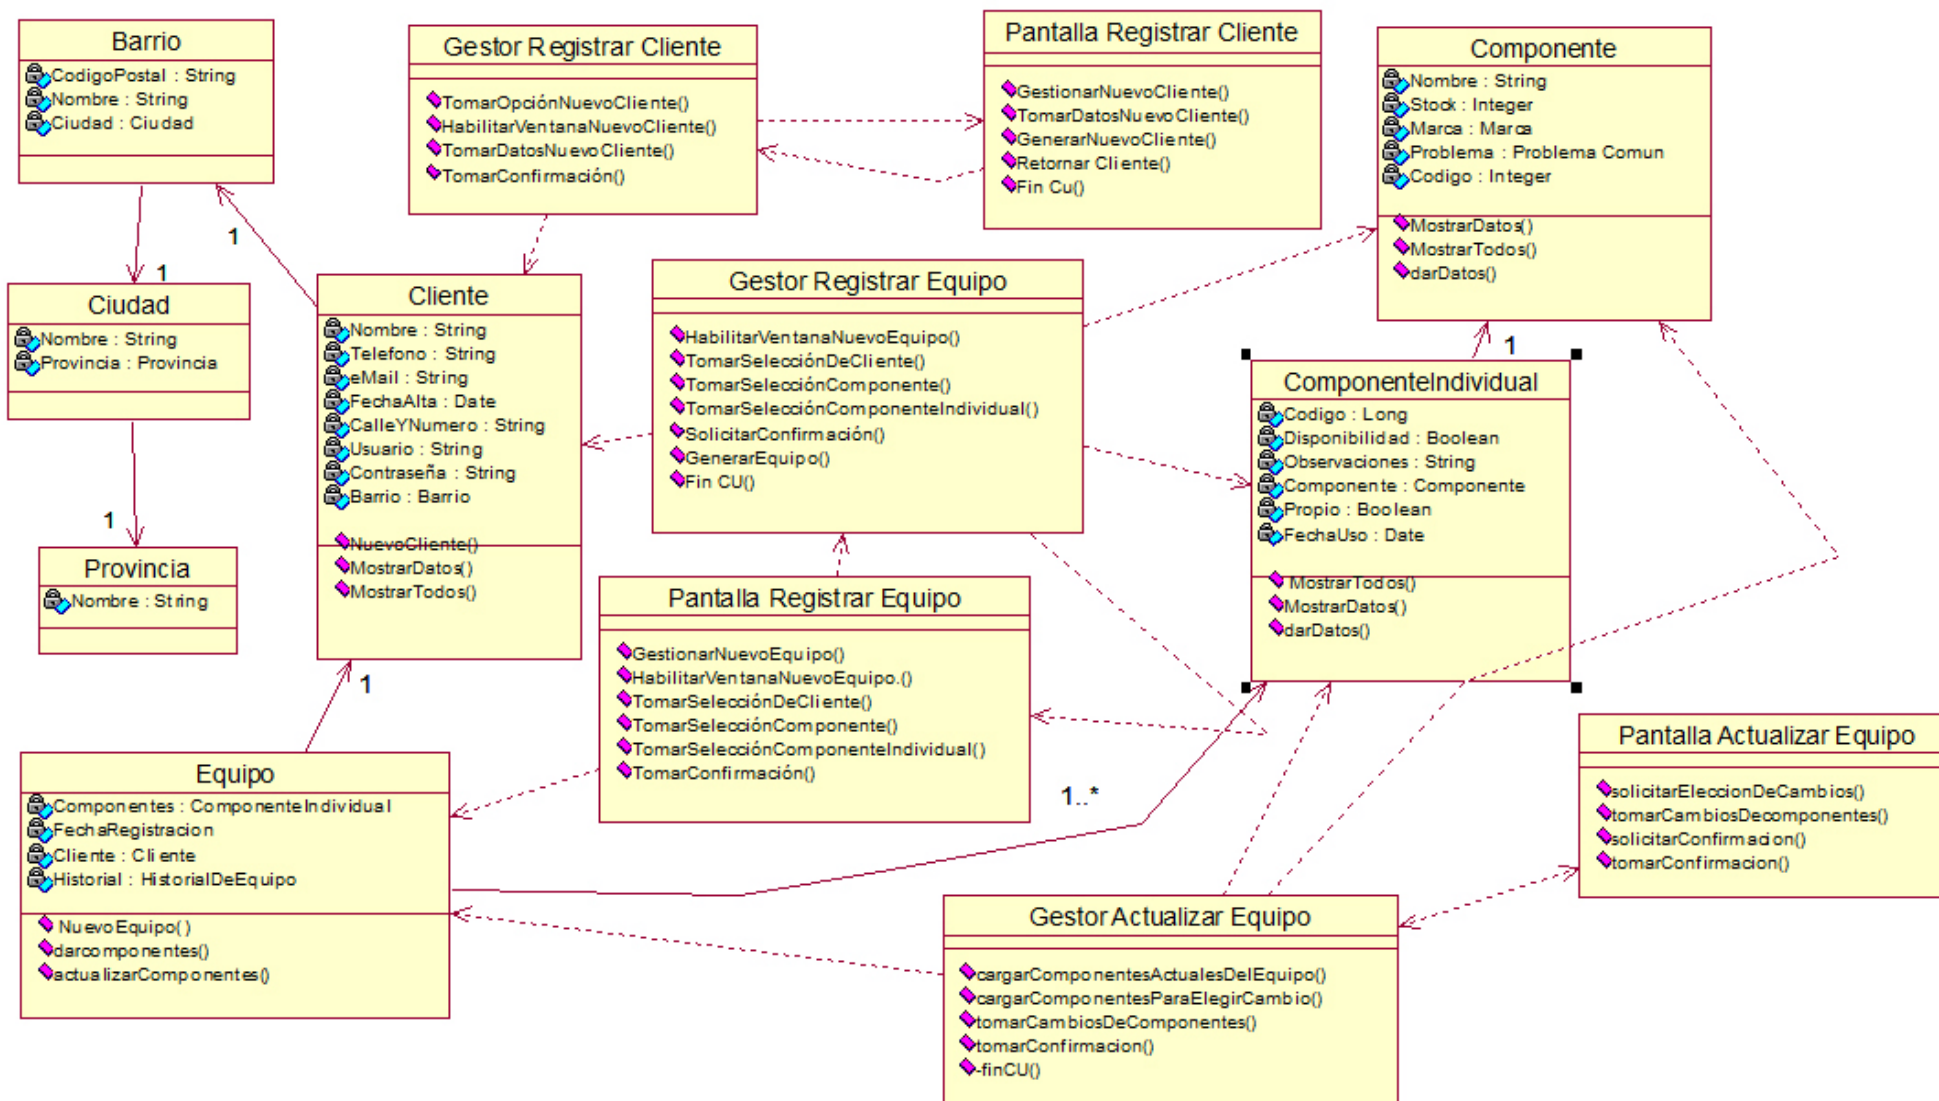 Barrio
CodigoPostal : String
Nombre : String
Ciudad : Ciudad
Gestor Registrar Cliente
TomarOpciónNuevoCliente()
HabilitarVentanaNuevoCliente()
TomarDatosNuevoCliente()
TomarConfirmación()
Pantalla Registrar Cliente
GestionarNuevoCliente()
TomarDatosNuevoCliente()
GenerarNuevoCliente()
Retornar Cliente()
Fin Cu()
Componente
Nombre : String
Stock : Integer
Marca : Marca
Problema : Problema Comun
Codigo : Integer
MostrarDatos()
MostrarTodos()
darDatos()
1
1
Ciudad
Nombre : String
Provincia : Provincia
1
Provincia
Nombre : String
Cliente
Nombre : String
Telefono : String
eMail : String
FechaAlta : Date
CalleYNumero : String
Usuario : String
Contraseña : String
Barrio : Barrio
NuevoCliente()
MostrarDatos()
MostrarTodos()
1
Gestor Registrar Equipo
HabilitarVentanaNuevoEquipo()
TomarSelecciónDeCliente()
TomarSelecciónComponente()
TomarSelecciónComponenteIndividual()
SolicitarConfirmación()
GenerarEquipo()
Fin CU()
1
ComponenteIndividual
Codigo : Long
Disponibilidad : Boolean
Observaciones : String
Componente : Componente
Propio : Boolean
FechaUso : Date
MostrarTodos()
MostrarDatos()
darDatos()
Pantalla Registrar Equipo
GestionarNuevoEquipo()
HabilitarVentanaNuevoEquipo.()
TomarSelecciónDeCliente()
TomarSelecciónComponente()
TomarSelecciónComponenteIndividual()
TomarConfirmación()
Equipo
Componentes : ComponenteIndividual
FechaRegistracion
Cliente : Cliente
Historial : HistorialDeEquipo
NuevoEquipo()
darcomponentes()
actualizarComponentes()
1..*
Pantalla Actualizar Equipo
solicitarEleccionDeCambios()
tomarCambiosDecomponentes()
solicitarConfirmacion()
tomarConfirmacion()
Gestor Actualizar Equipo
cargarComponentesActualesDelEquipo()
cargarComponentesParaElegirCambio()
tomarCambiosDeComponentes()
tomarConfirmacion()
-finCU()